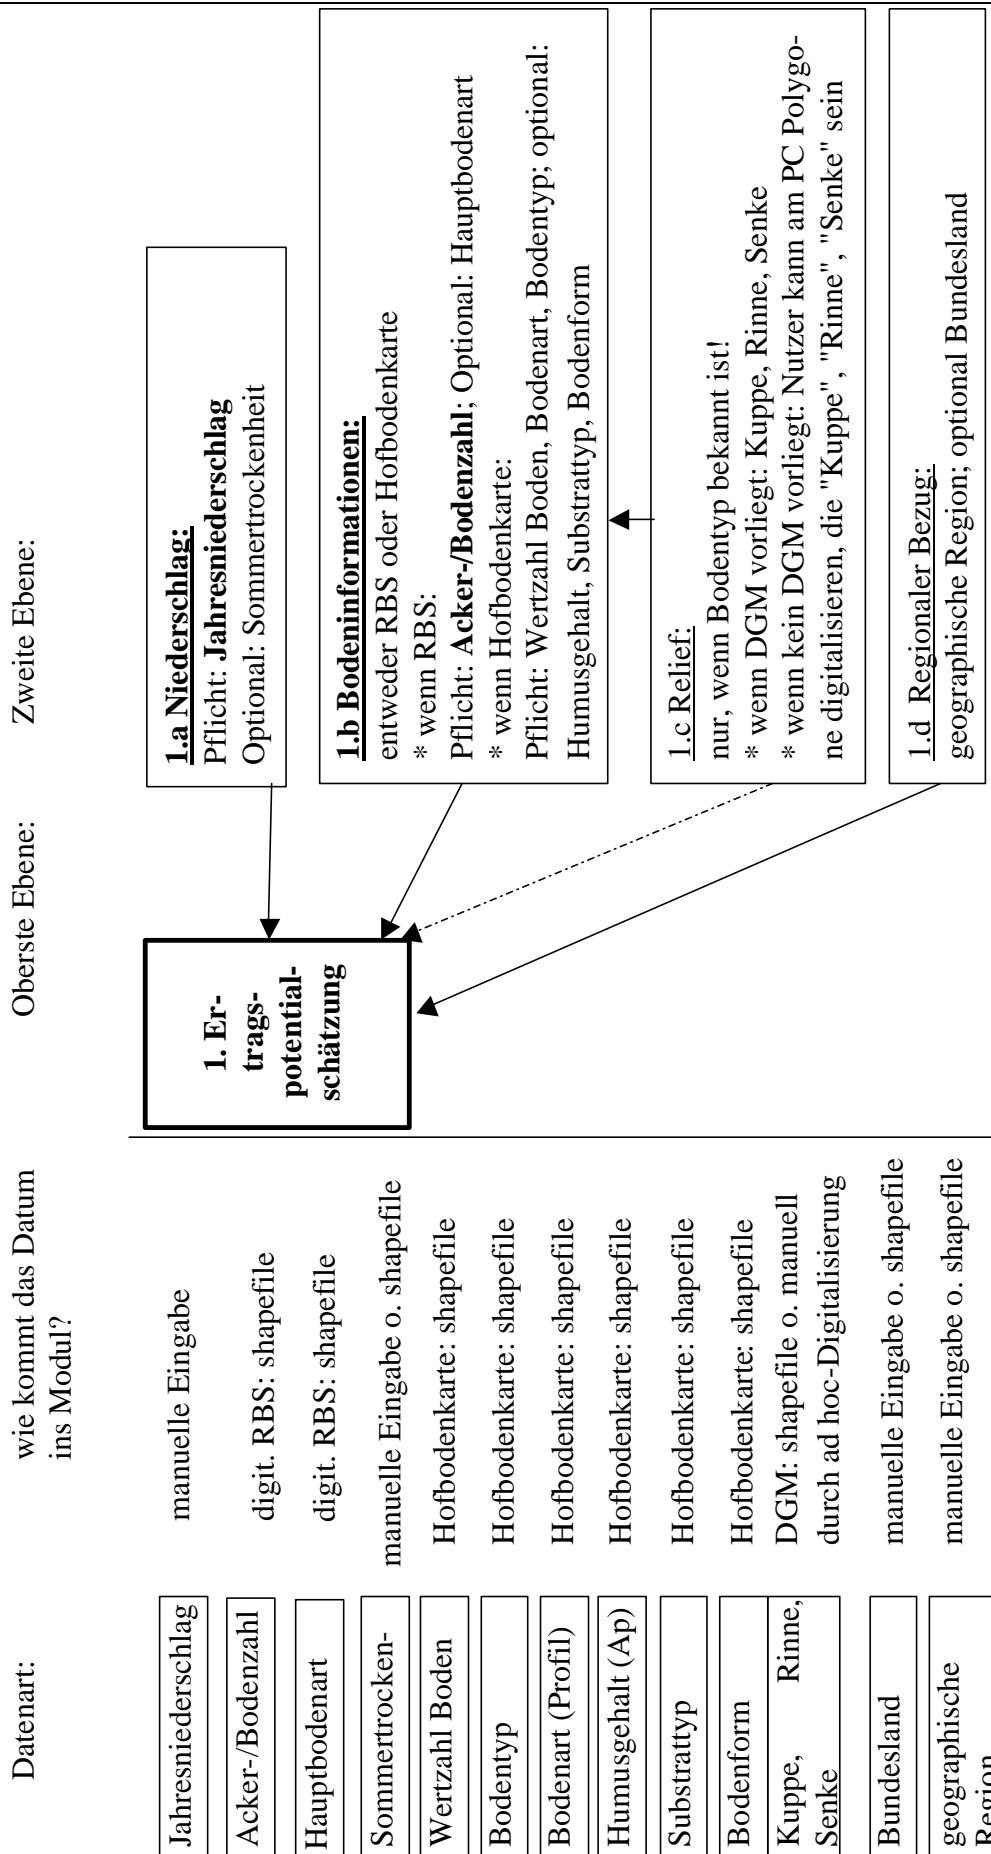 Datenart:
wie kommt das Datum
ins Modul?
Oberste Ebene:
Zweite Ebene:
Jahresniederschlag
manuelle Eingabe
Acker-/Bodenzahl
digit. RBS: shapefile
Hauptbodenart
digit. RBS: shapefile
Sommertrocken-
manuelle Eingabe o. shapefile
Wertzahl Boden
Hofbodenkarte: shapefile
Bodentyp
Hofbodenkarte: shapefile
Bodenart (Profil)
Hofbodenkarte: shapefile
Humusgehalt (Ap)
Hofbodenkarte: shapefile
Substrattyp
Hofbodenkarte: shapefile
Bodenform
Hofbodenkarte: shapefile
Kuppe, Rinne,
Senke
DGM: shapefile o. manuell
durch ad hoc-Digitalisierung
Bundesland
manuelle Eingabe o. shapefile
geographische
Region
manuelle Eingabe o. shapefile
1. Er-
trags-
potential-
schätzung
1.a Niederschlag:
Pflicht: Jahresniederschlag
Optional: Sommertrockenheit
1.b Bodeninformationen:
entweder RBS oder Hofbodenkarte
* wenn RBS:
Pflicht: Acker-/Bodenzahl; Optional: Hauptbodenart
* wenn Hofbodenkarte:
Pflicht: Wertzahl Boden, Bodenart, Bodentyp; optional:
Humusgehalt, Substrattyp, Bodenform
1.c Relief:
nur, wenn Bodentyp bekannt ist!
* wenn DGM vorliegt: Kuppe, Rinne, Senke
* wenn kein DGM vorliegt: Nutzer kann am PC Polygo-
ne digitalisieren, die "Kuppe", "Rinne", "Senke" sein
1.d Regionaler Bezug:
geographische Region; optional Bundesland